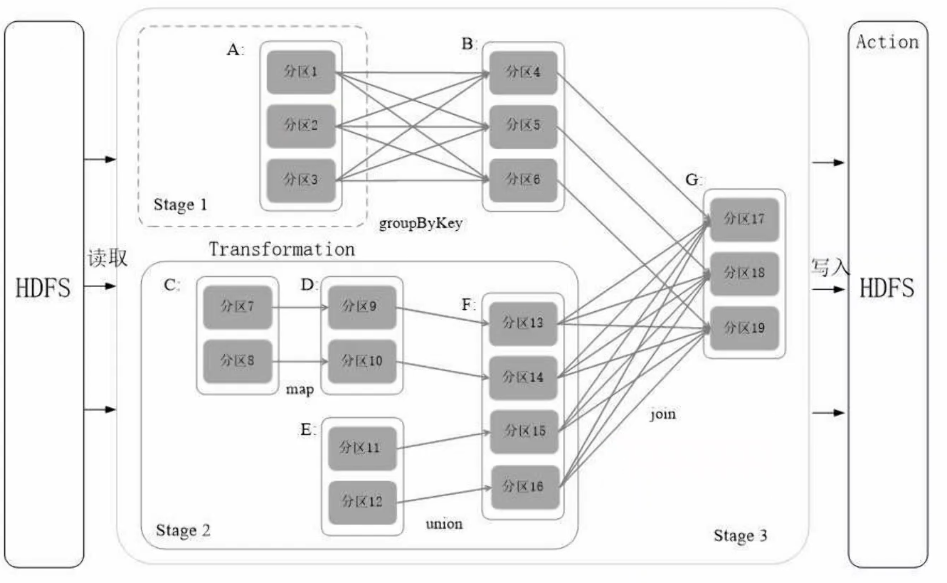 HDFS
读取
A:
分区1
分区2
分区3
Stage 1
B:
分区4
分区5
分区6
groupByKey
Transformation
C:
分区7
分区8
map
D:
分区9
分区10
E:
分区11
分区12
union
F:
分区13
分区14
分区15
分区16
Stage 2
G:
分区17
分区18
分区19
join
Stage 3
写入
Action
HDFS